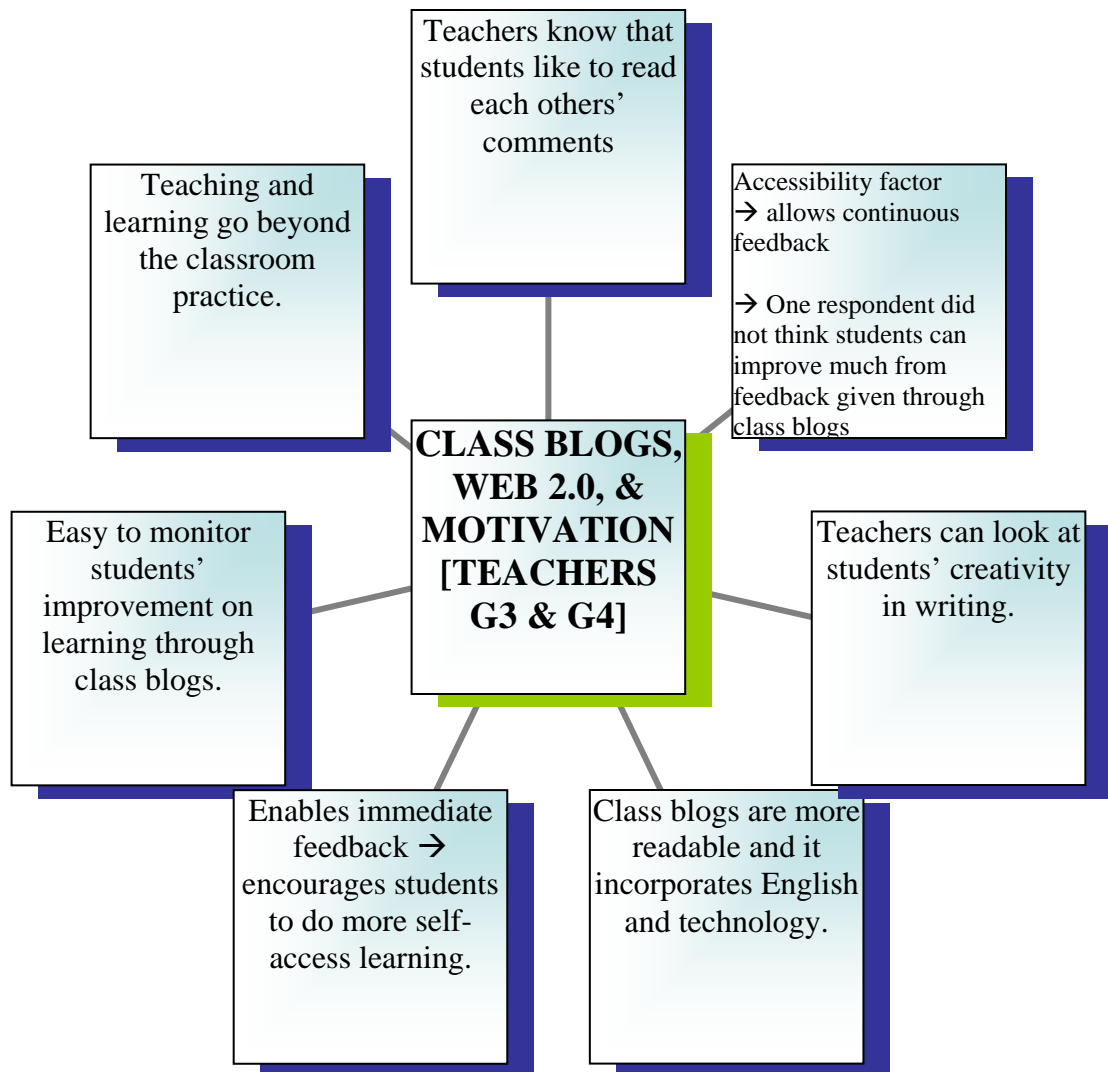 Teachers know that
students like to read
each others’
comments
Teaching and
learning go beyond
the classroom
practice.
Accessibility factor
→ allows continuous
feedback
→ One respondent did
not think students can
improve much from
feedback given through
class blogs
CLASS BLOGS,
WEB 2.0, &
MOTIVATION
[TEACHERS
G3 & G4]
Easy to monitor
students’
improvement on
learning through
class blogs.
Teachers can look at
students’ creativity
in writing.
Enables immediate
feedback →
encourages students
to do more self-
access learning.
Class blogs are more
readable and it
incorporates English
and technology.